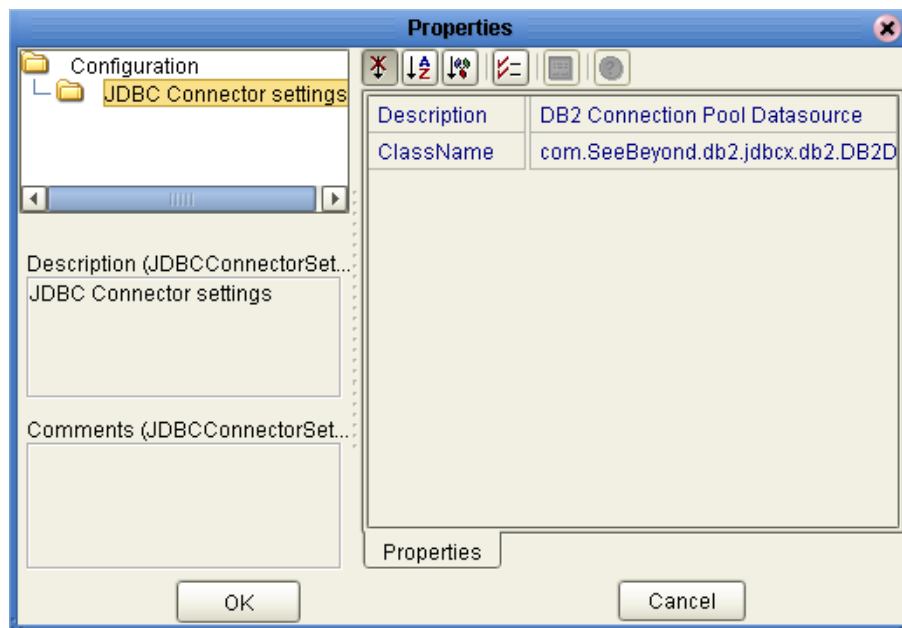 Properties
Configuration
JDBC Connector settings
Description DB2 Connection Pool Datasource
ClassName com.SeeBeyond.db2.jdbcx.db2.DB2D
Description (JDBCConnectorSet...
JDBC Connector settings
Comments (JDBCConnectorSet...
Properties
OK
Cancel